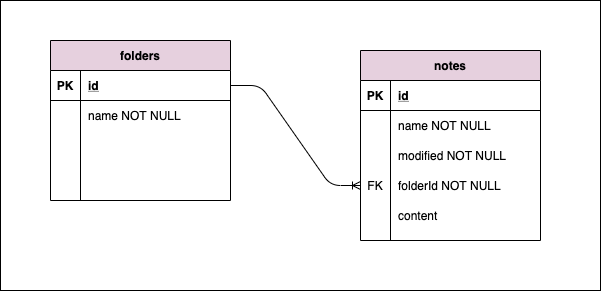 folders
PK id
name NOT NULL
notes
PK id
name NOT NULL
modified NOT NULL
FK folderId NOT NULL
content